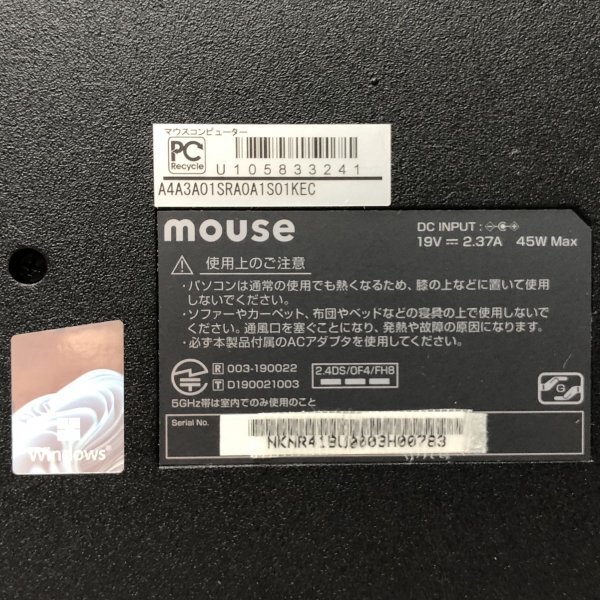 マウスコンピューター
PC
Recycle
U105833241
A4A3A01SRA0A1S01KEC
mouse
DC INPUT :
19V 2.37A 45W Max
使用上のご注意
・パソコンは通常の使用でも熱くなるため、膝の上などに置いて使用
しないでください。
・ソファーやカーペット、布団やベッドなどの寝具の上で使用しないで
ください。通風口を塞ぐことになり、発熱や故障の原因になります。
・必ず本製品付属のACアダプタを使用してください。
R 003-190022
T D190021003
2.4DS/OF4/FH8
5GHz帯は室内でのみ使用のこと
G
Serial No.
NKNR41BU0003H00783
Windows